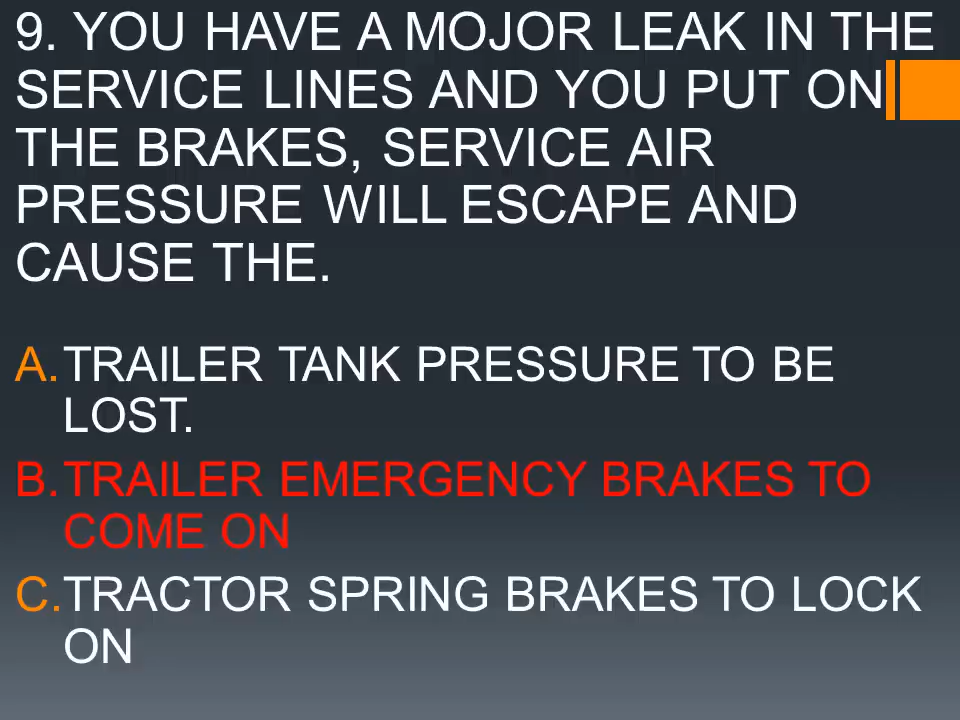 9. YOU HAVE A MOJOR LEAK IN THE
SERVICE LINES AND YOU PUT ON
THE BRAKES, SERVICE AIR
PRESSURE WILL ESCAPE AND
CAUSE THE.
A. TRAILER TANK PRESSURE TO BE
LOST.
B. TRAILER EMERGENCY BRAKES TO
COME ON
C. TRACTOR SPRING BRAKES TO LOCK
ON